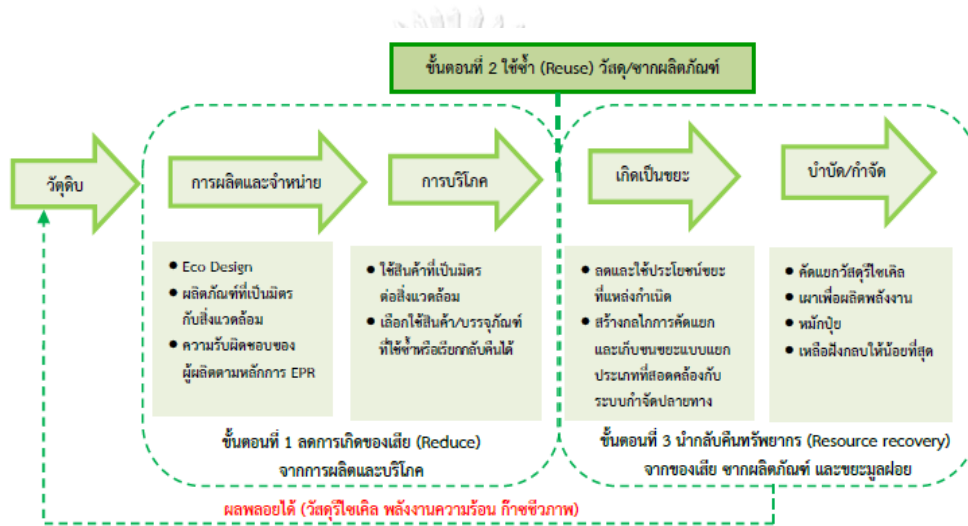 ขั้นตอนที่ 2 ใช้ซ้ำ (Reuse) วัสดุ/ซากผลิตภัณฑ์
วัตุดิบ
การผลิตและจำหน่าย
การบริโภค
เกิดเป็นขยะ
บำบัด/กำจัด
● Eco Design
● ผลิตภัณฑ์ที่เป็นมิตร
กับสิ่งแวดล้อม
● ความรับผิดชอบของ
ผู้ผลิตตามหลักการ EPR
● ใช้สินค้าที่เป็นมิตร
ต่อสิ่งแวดล้อม
● เลือกใช้สินค้า/บรรจุภัณฑ์
ที่ใช้ซ้ำหรือเรียกกลับคืนได้
● ลดและใช้ประโยชน์ขยะ
ที่แหล่งกำเนิด
● สร้างกลไกการคัดแยก
และเก็บขนขยะแบบแยก
ประเภทที่สอดคล้องกับ
ระบบกำจัดปลายทาง
● คัดแยกวัสดุรีไซเคิล
● เผาเพื่อผลิตพลังงาน
● หมักปุ๋ย
● เหลือฝังกลบให้น้อยที่สุด
ขั้นตอนที่ 1 ลดการเกิดของเสีย (Reduce)
จากการผลิตและบริโภค
ขั้นตอนที่ 3 นำกลับคืนทรัพยากร (Resource recovery)
จากของเสีย ซากผลิตภัณฑ์ และขยะมูลฝอย
ผลพลอยได้ (วัสดุรีไซเคิล พลังงานความร้อน ก๊าซชีวภาพ)